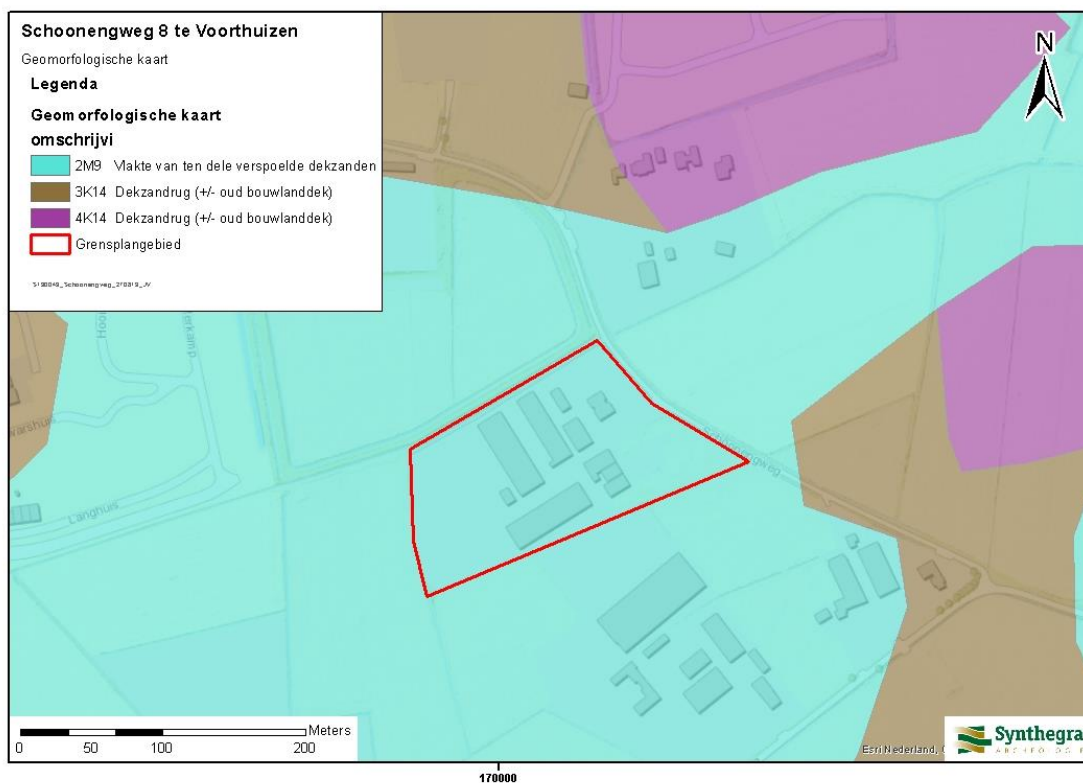 Schoonengweg 8 te Voorthuizen
Geomorfologische kaart
Legenda
Geomorfologische kaart
omschrijvi
2M9 Vlakte van ten dele verspoelde dekzanden
3K14 Dekzandrug (+/- oud bouwlanddek)
4K14 Dekzandrug (+/- oud bouwlanddek)
Grensplangebied
N
Schoonengweg
Langhuis
Meters
0 50 100 200
Esri Nederland,
Synthegra
170000